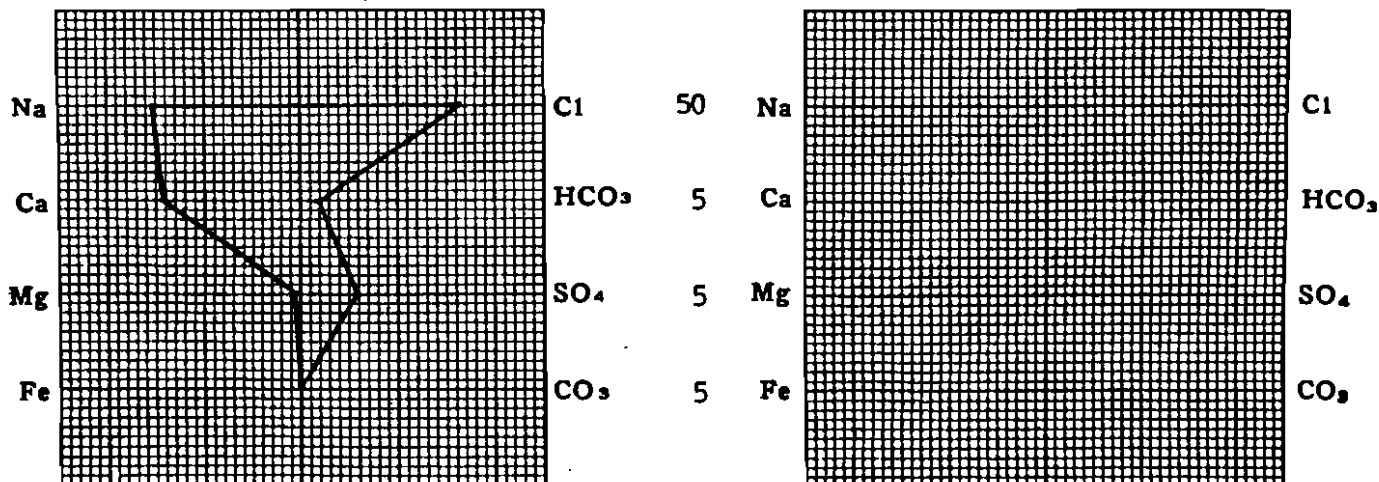 Na Cl 50 Na Cl
Ca HCO₃ 5 Ca HCO₃
Mg SO₄ 5 Mg SO₄
Fe CO₃ 5 Fe CO₃